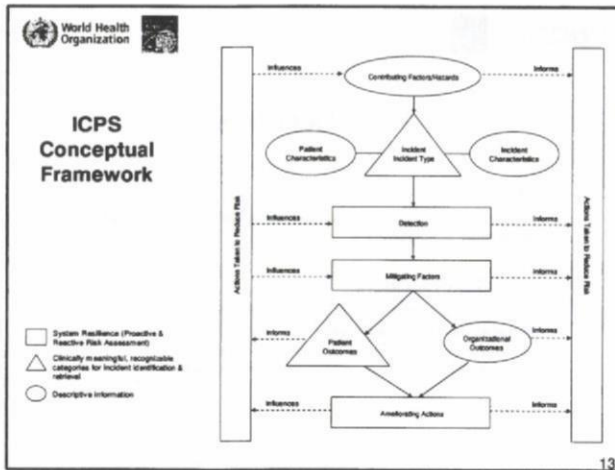 World Health
Organization
ICPS
Conceptual
Framework
Influences
Contributing Factors/Hazards
Informs
Patient
Characteristics
Incident
Incident Type
Incident
Characteristics
Influences
Detection
Informs
Influences
Mitigating Factors
Informs
Informs
Patient
Outcomes
Organizational
Outcomes
Informs
Influences
Ameliorating Actions
Informs
Actions Taken to Reduce Risk
Actions Taken to Reduce Risk
System Resilience (Proactive &
Reactive Risk Assessment)
Clinically meaningful, recognizable
categories for incident identification &
retrieval
Descriptive information
13